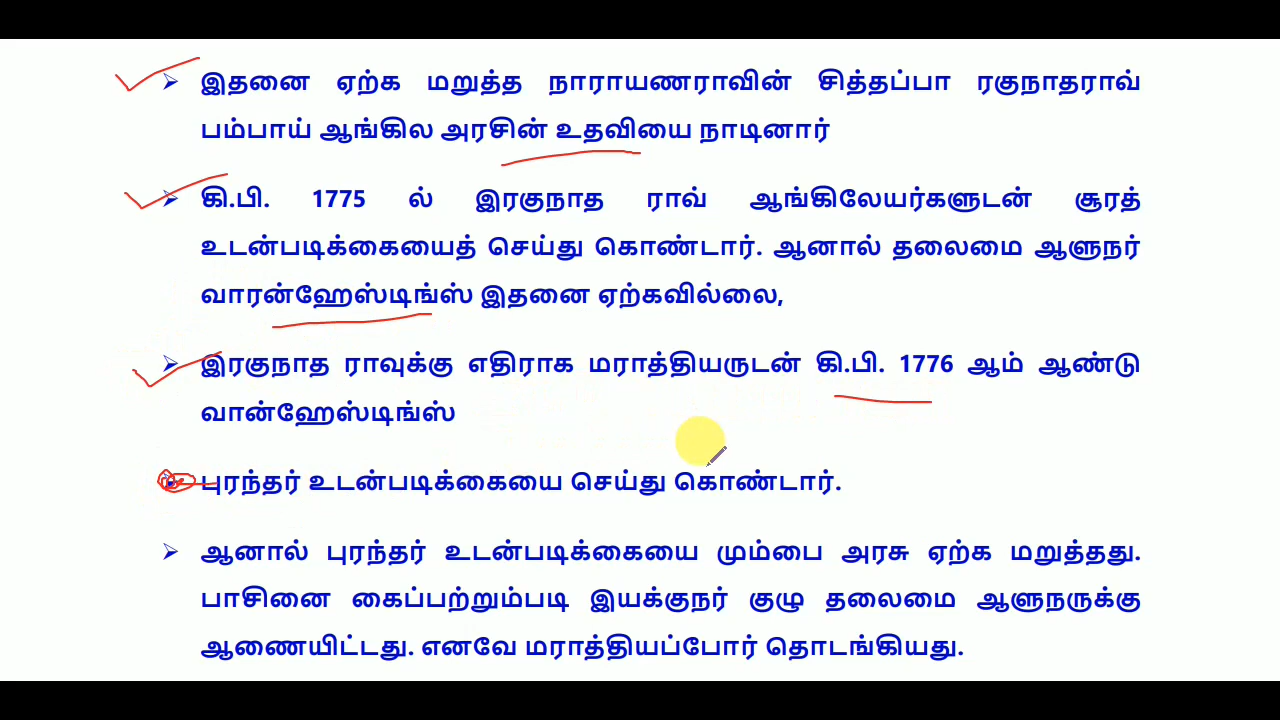 இதனை ஏற்க மறுத்த நாராயணராவின் சித்தப்பா ரகுநாதராவ்
பம்பாய் ஆங்கில அரசின் உதவியை நாடினார்
கி.பி. 1775 ல் இரகுநாத ராவ் ஆங்கிலேயர்களுடன் சூரத்
உடன்படிக்கையைத் செய்து கொண்டார். ஆனால் தலைமை ஆளுநர்
வாரன்ஹேஸ்டிங்ஸ் இதனை ஏற்கவில்லை,
இரகுநாத ராவுக்கு எதிராக மராத்தியருடன் கி.பி. 1776 ஆம் ஆண்டு
வான்ஹேஸ்டிங்ஸ்
புரந்தர் உடன்படிக்கையை செய்து கொண்டார்.
ஆனால் புரந்தர் உடன்படிக்கையை மும்பை அரசு ஏற்க மறுத்தது.
பாசினை கைப்பற்றும்படி இயக்குநர் குழு தலைமை ஆளுநருக்கு
ஆணையிட்டது. எனவே மராத்தியப்போர் தொடங்கியது.